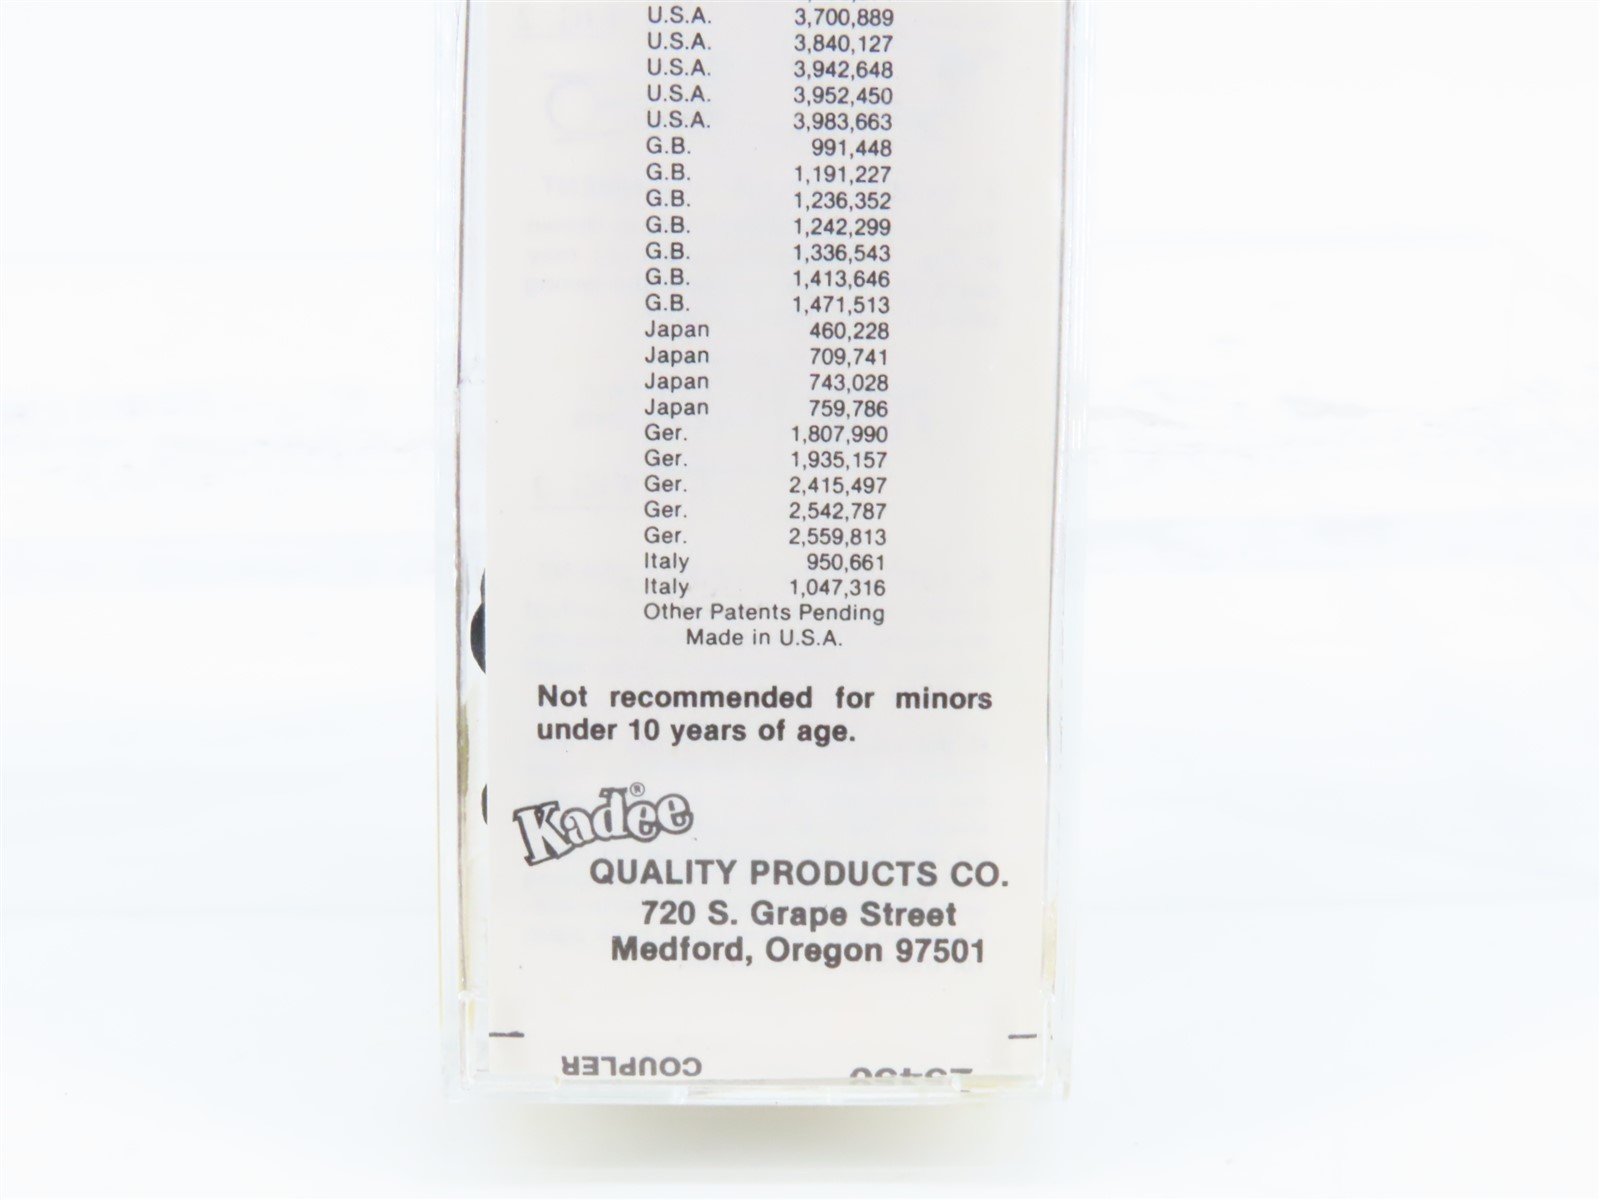 U.S.A. 3,700,889
U.S.A. 3,840,127
U.S.A. 3,942,648
U.S.A. 3,952,450
U.S.A. 3,983,663
G.B. 991,448
G.B. 1,191,227
G.B. 1,236,352
G.B. 1,242,299
G.B. 1,336,543
G.B. 1,413,646
G.B. 1,471,513
Japan 460,228
Japan 709,741
Japan 743,028
Japan 759,786
Ger. 1,807,990
Ger. 1,935,157
Ger. 2,415,497
Ger. 2,542,787
Ger. 2,559,813
Italy 950,661
Italy 1,047,316
Other Patents Pending
Made in U.S.A.
Not recommended for minors
under 10 years of age.
Kadee®
QUALITY PRODUCTS CO.
720 S. Grape Street
Medford, Oregon 97501
COUPLER